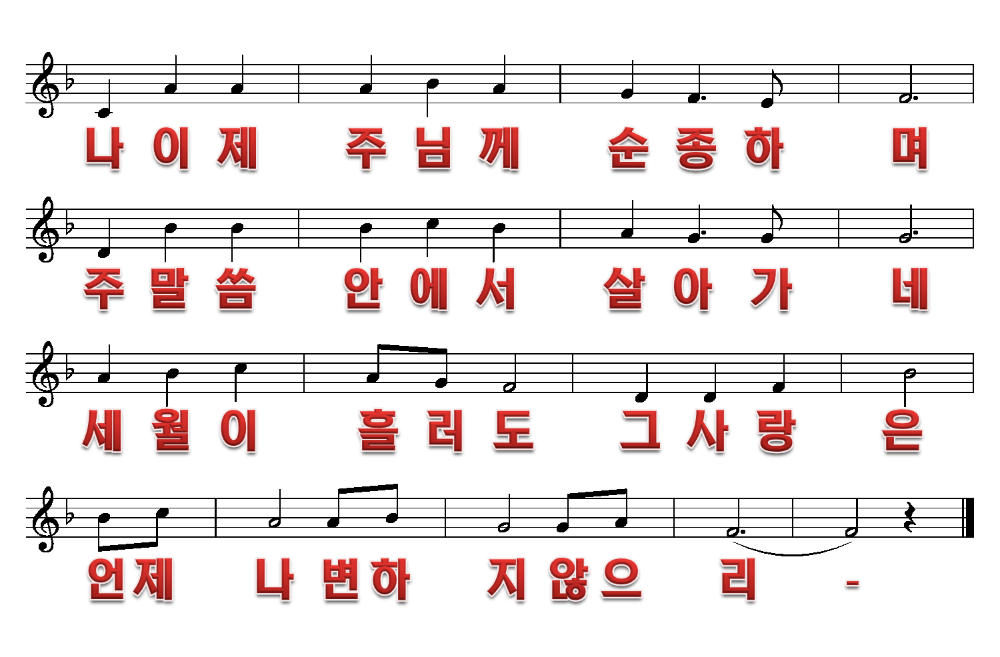 나 이 제 주 님 께 순 종 하 며
주 말 씀 안 에 서 살 아 가 네
세 월 이 흘 러 도 그 사 랑 은
언 제 나 변 하 지 않 으 리 -